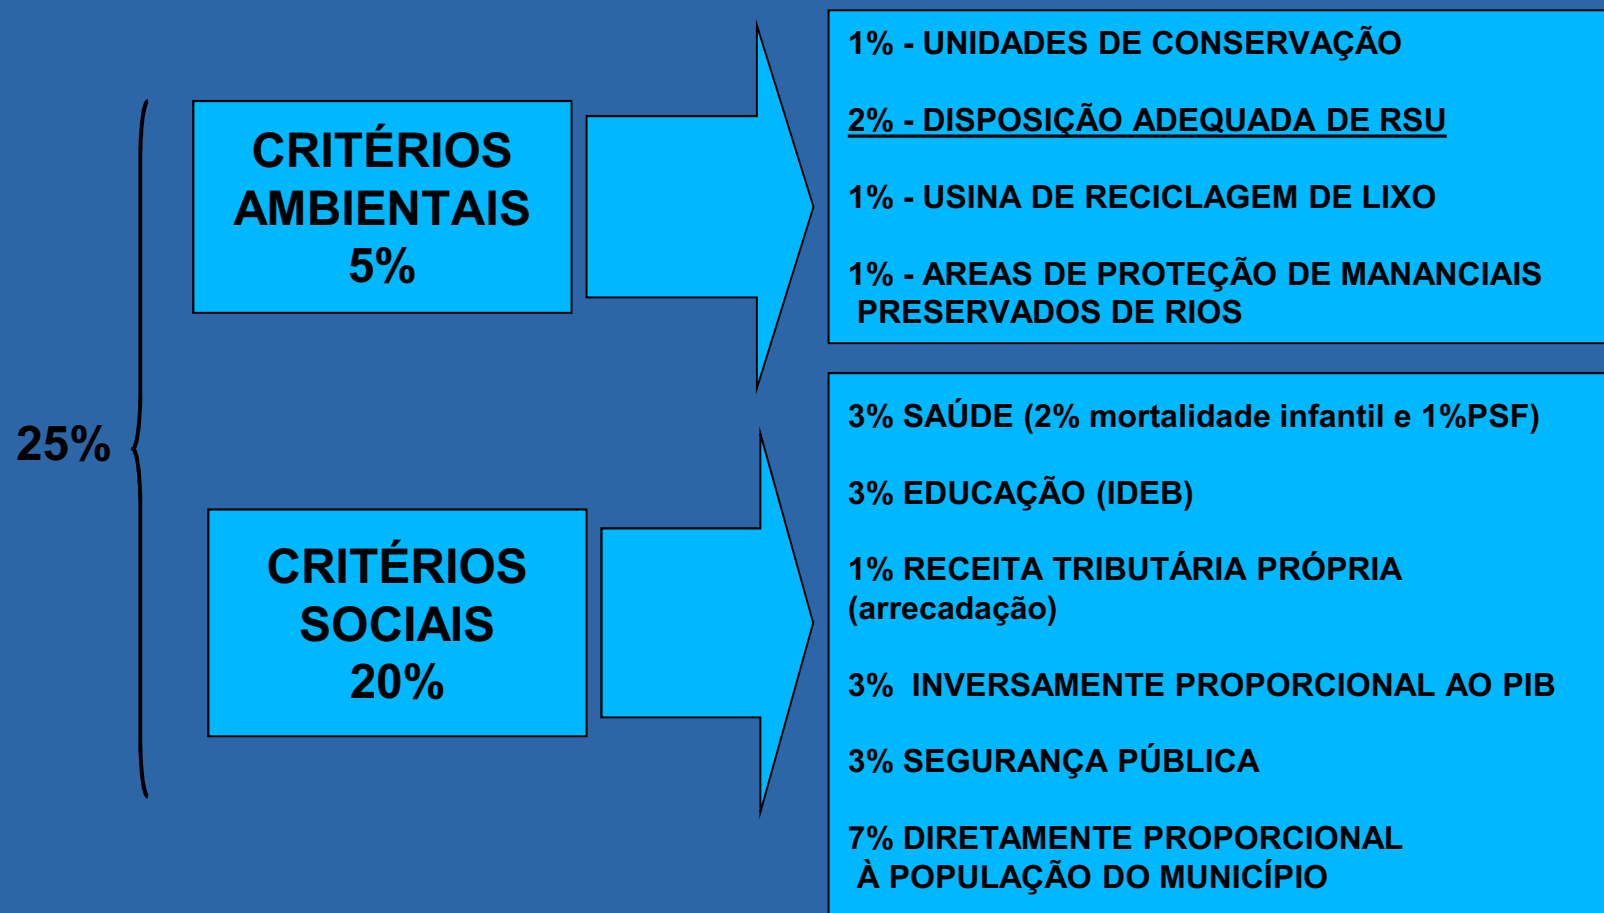 25%
CRITÉRIOS
AMBIENTAIS
5%
1% - UNIDADES DE CONSERVAÇÃO
2% - DISPOSIÇÃO ADEQUADA DE RSU
1% - USINA DE RECICLAGEM DE LIXO
1% - AREAS DE PROTEÇÃO DE MANANCIAIS
PRESERVADOS DE RIOS
CRITÉRIOS
SOCIAIS
20%
3% SAÚDE (2% mortalidade infantil e 1%PSF)
3% EDUCAÇÃO (IDEB)
1% RECEITA TRIBUTÁRIA PRÓPRIA
(arrecadação)
3% INVERSAMENTE PROPORCIONAL AO PIB
3% SEGURANÇA PÚBLICA
7% DIRETAMENTE PROPORCIONAL
À POPULAÇÃO DO MUNICÍPIO